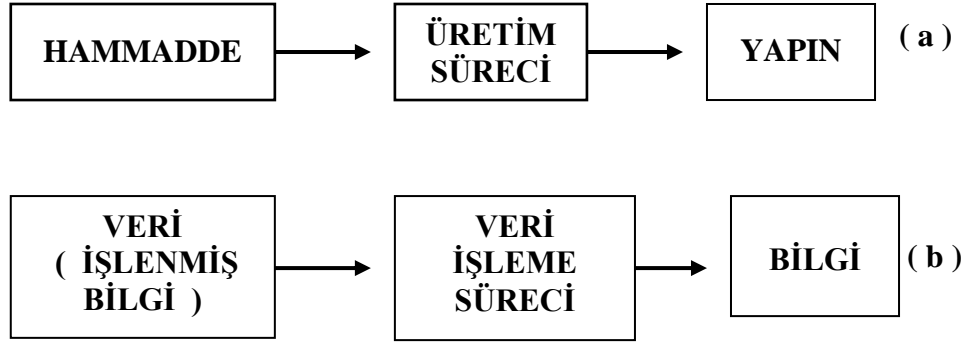 HAMMADDE
ÜRETİM
SÜRECİ
YAPIN
( a )
VERİ
( İŞLENMİŞ
BİLGİ )
VERİ
İŞLEME
SÜRECİ
BİLGİ
( b )